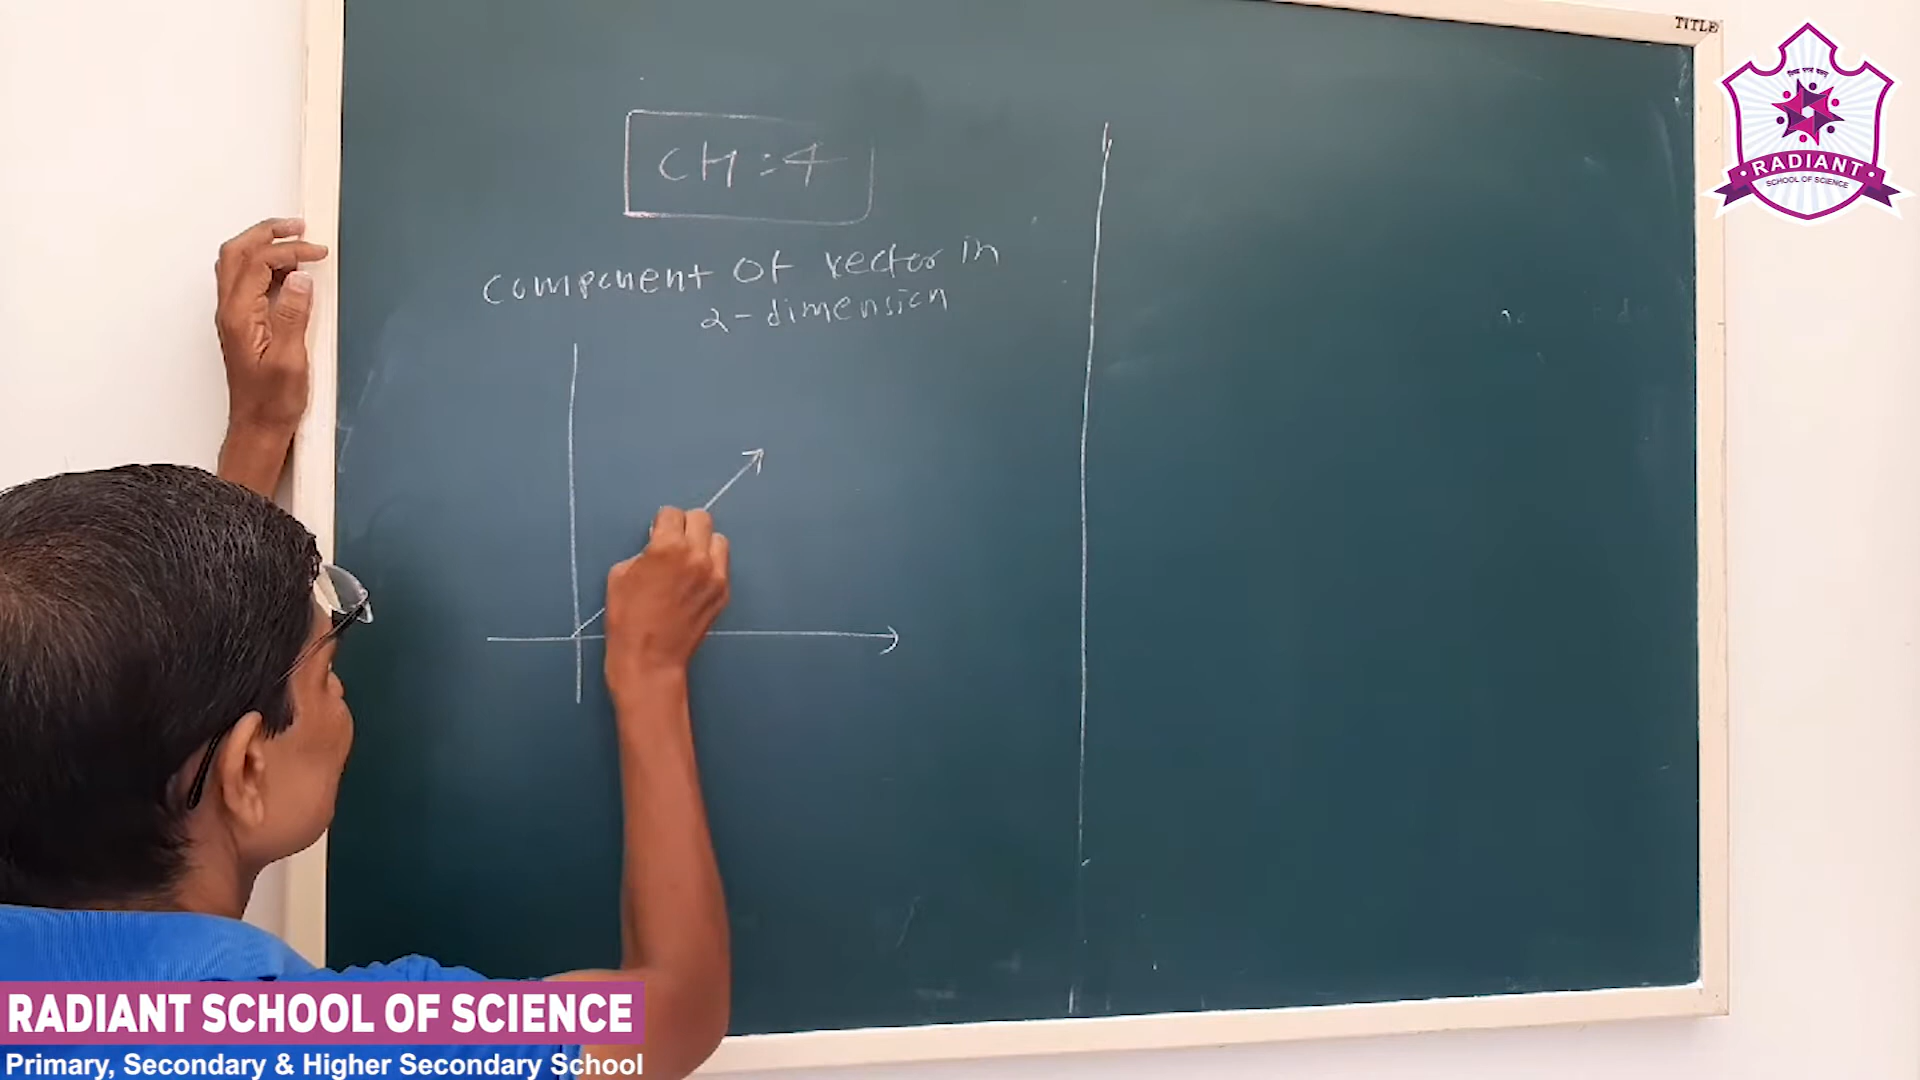 TITLE
CH :- 4
component of vector in
2-dimension
RADIANT
SCHOOL OF SCIENCE
RADIANT SCHOOL OF SCIENCE
Primary, Secondary & Higher Secondary School